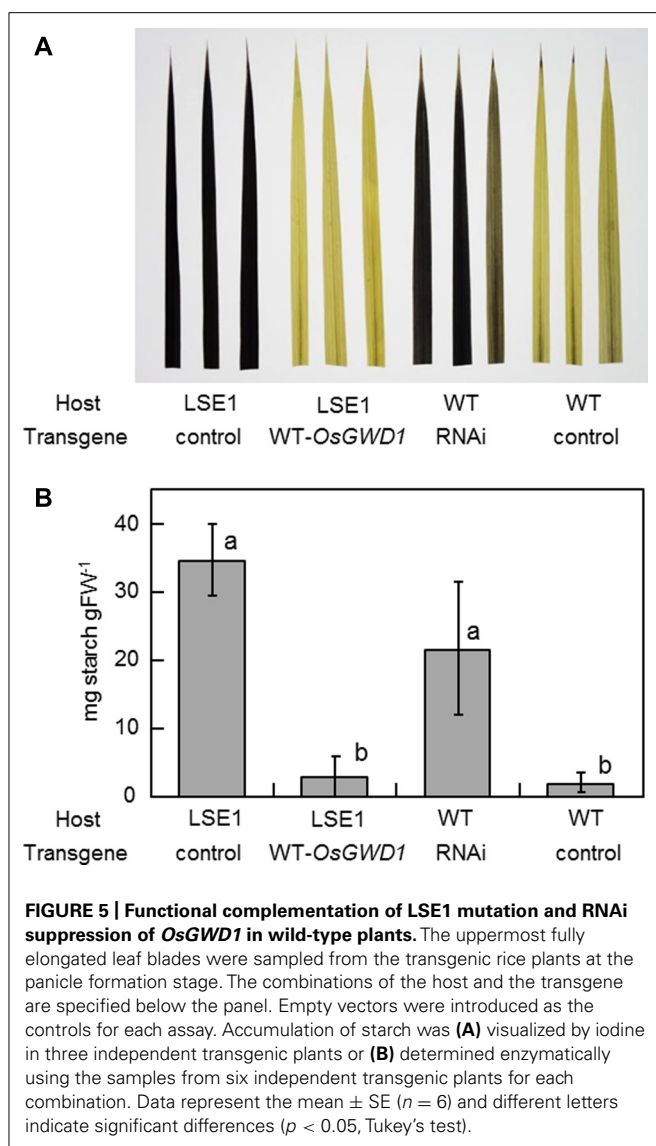 A
Host LSE1 LSE1 WT WT
Transgene control WT-OsGWD1 RNAi control
B
mg starch gFW-1
40
30
20
10
0
a
b
a
b
Host LSE1 LSE1 WT WT
Transgene control WT-OsGWD1 RNAi control
FIGURE 5 | Functional complementation of LSE1 mutation and RNAi
suppression of OsGWD1 in wild-type plants. The uppermost fully
elongated leaf blades were sampled from the transgenic rice plants at the
panicle formation stage. The combinations of the host and the transgene
are specified below the panel. Empty vectors were introduced as the
controls for each assay. Accumulation of starch was (A) visualized by iodine
in three independent transgenic plants or (B) determined enzymatically
using the samples from six independent transgenic plants for each
combination. Data represent the mean ± SE (n = 6) and different letters
indicate significant differences (p < 0.05, Tukey's test).